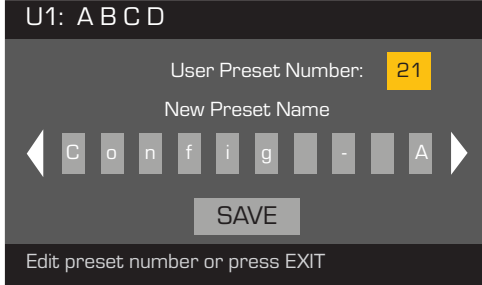 U1: A B C D
User Preset Number: 21
New Preset Name
C o n f i g   -   A
SAVE
Edit preset number or press EXIT